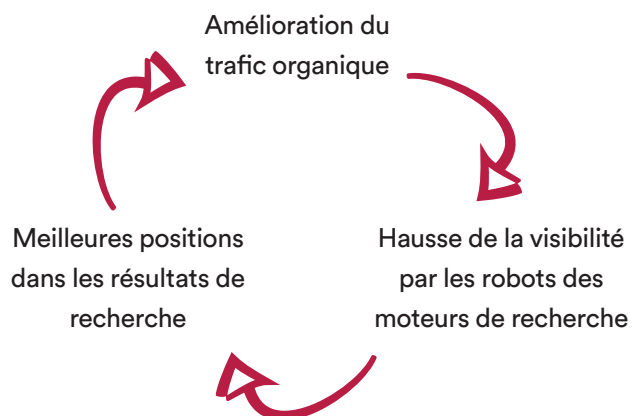 Amélioration du
trafic organique
Meilleures positions
dans les résultats de
recherche
Hausse de la visibilité
par les robots des
moteurs de recherche